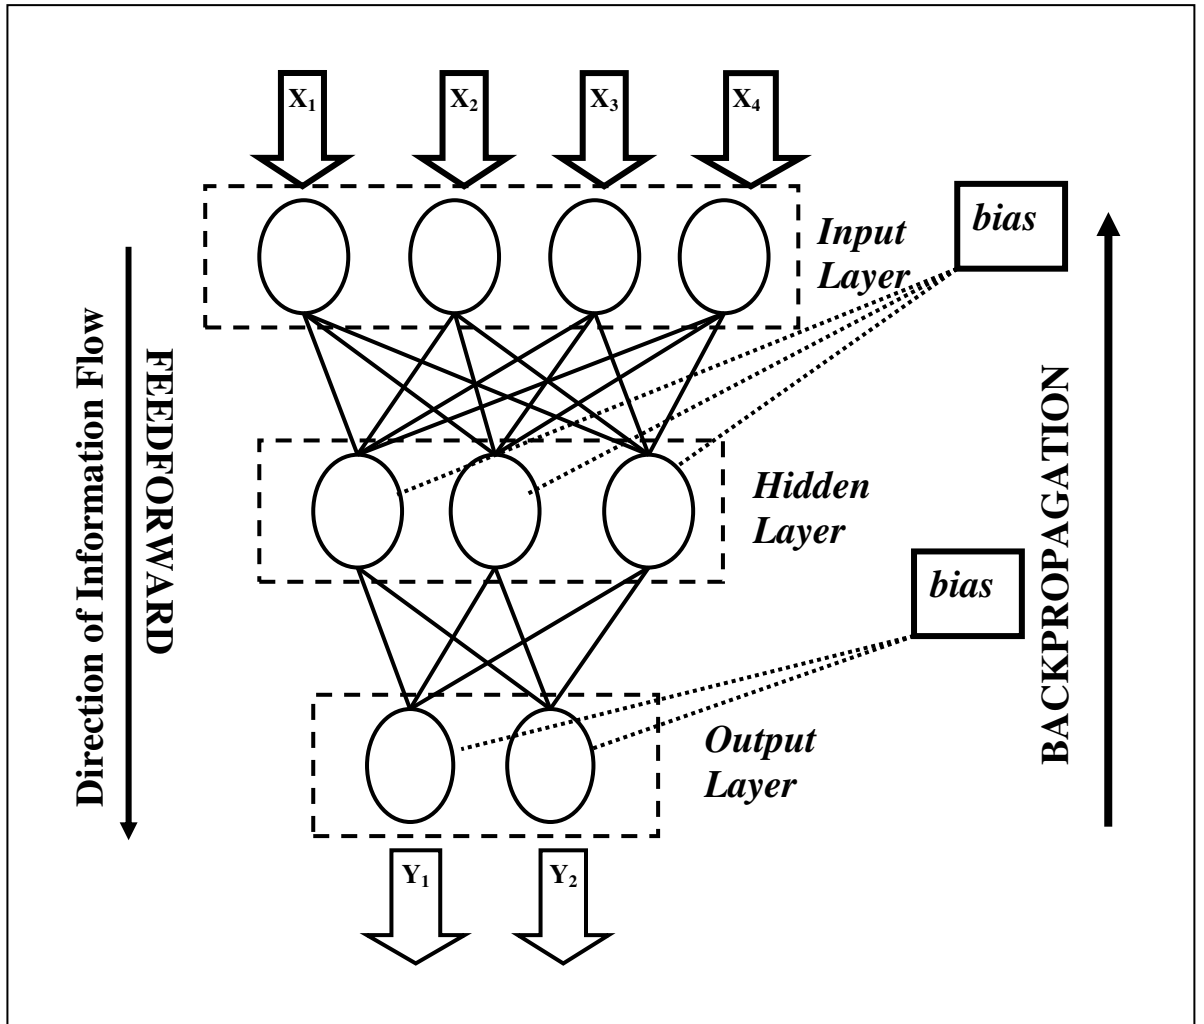 X₁
X₂
X₃
X₄
bias
Input
Layer
Direction of Information Flow
FEEDFORWARD
Hidden
Layer
BACKPROPAGATION
bias
Output
Layer
Y₁
Y₂